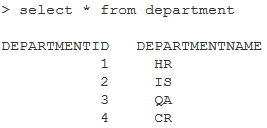 > select * from department
DEPARTMENTID DEPARTMENTNAME
1 HR
2 IS
3 QA
4 CR